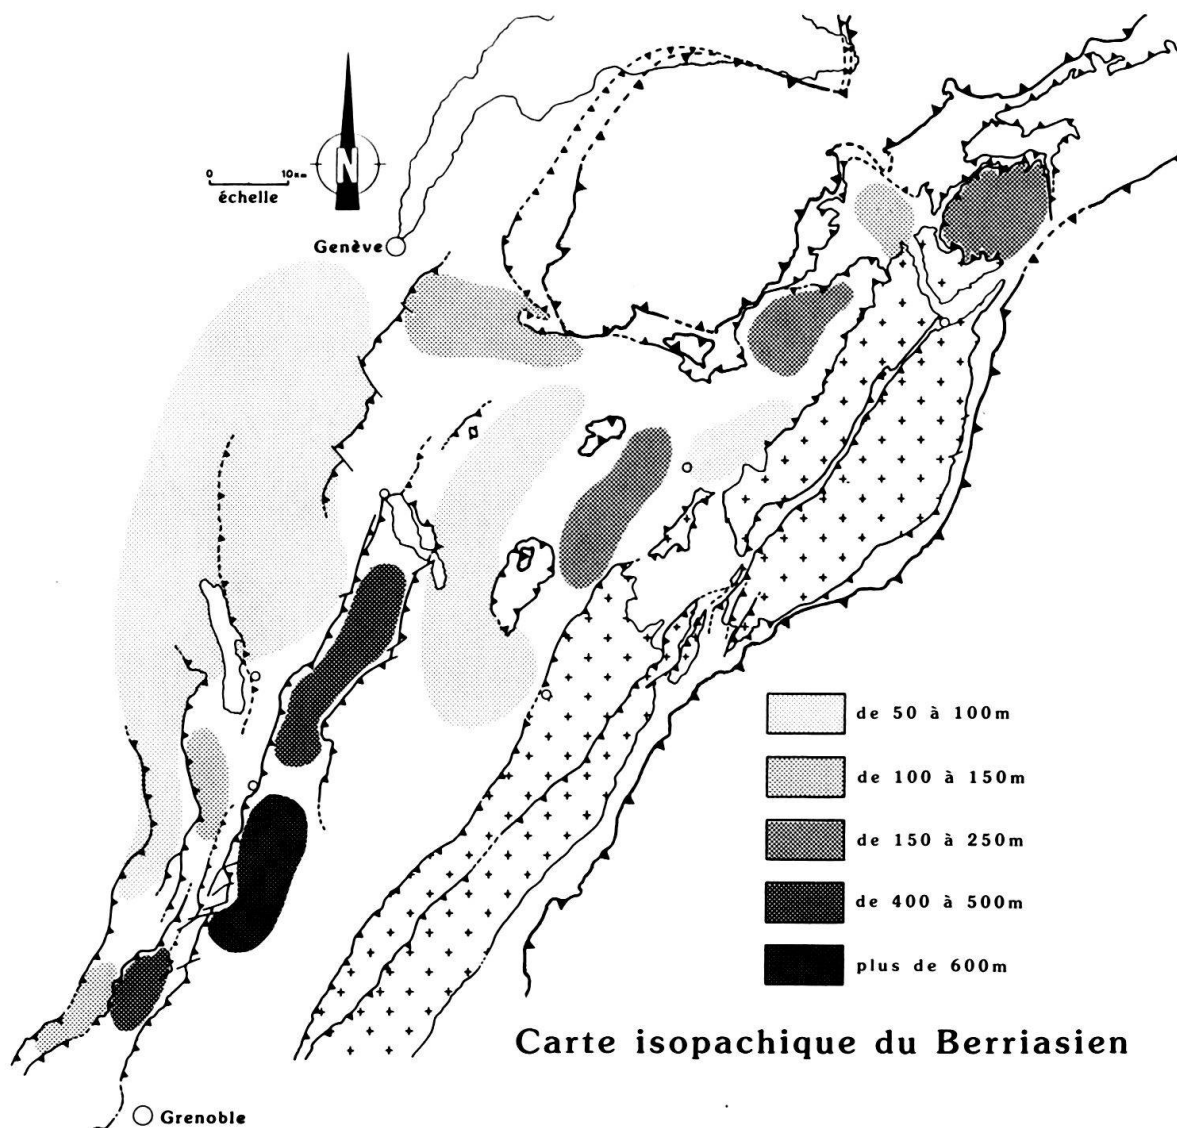 N
0 10km
échelle
Genève
de 50 à 100m
de 100 à 150m
de 150 à 250m
de 400 à 500m
plus de 600m
Carte isopachique du Berriasien
Grenoble